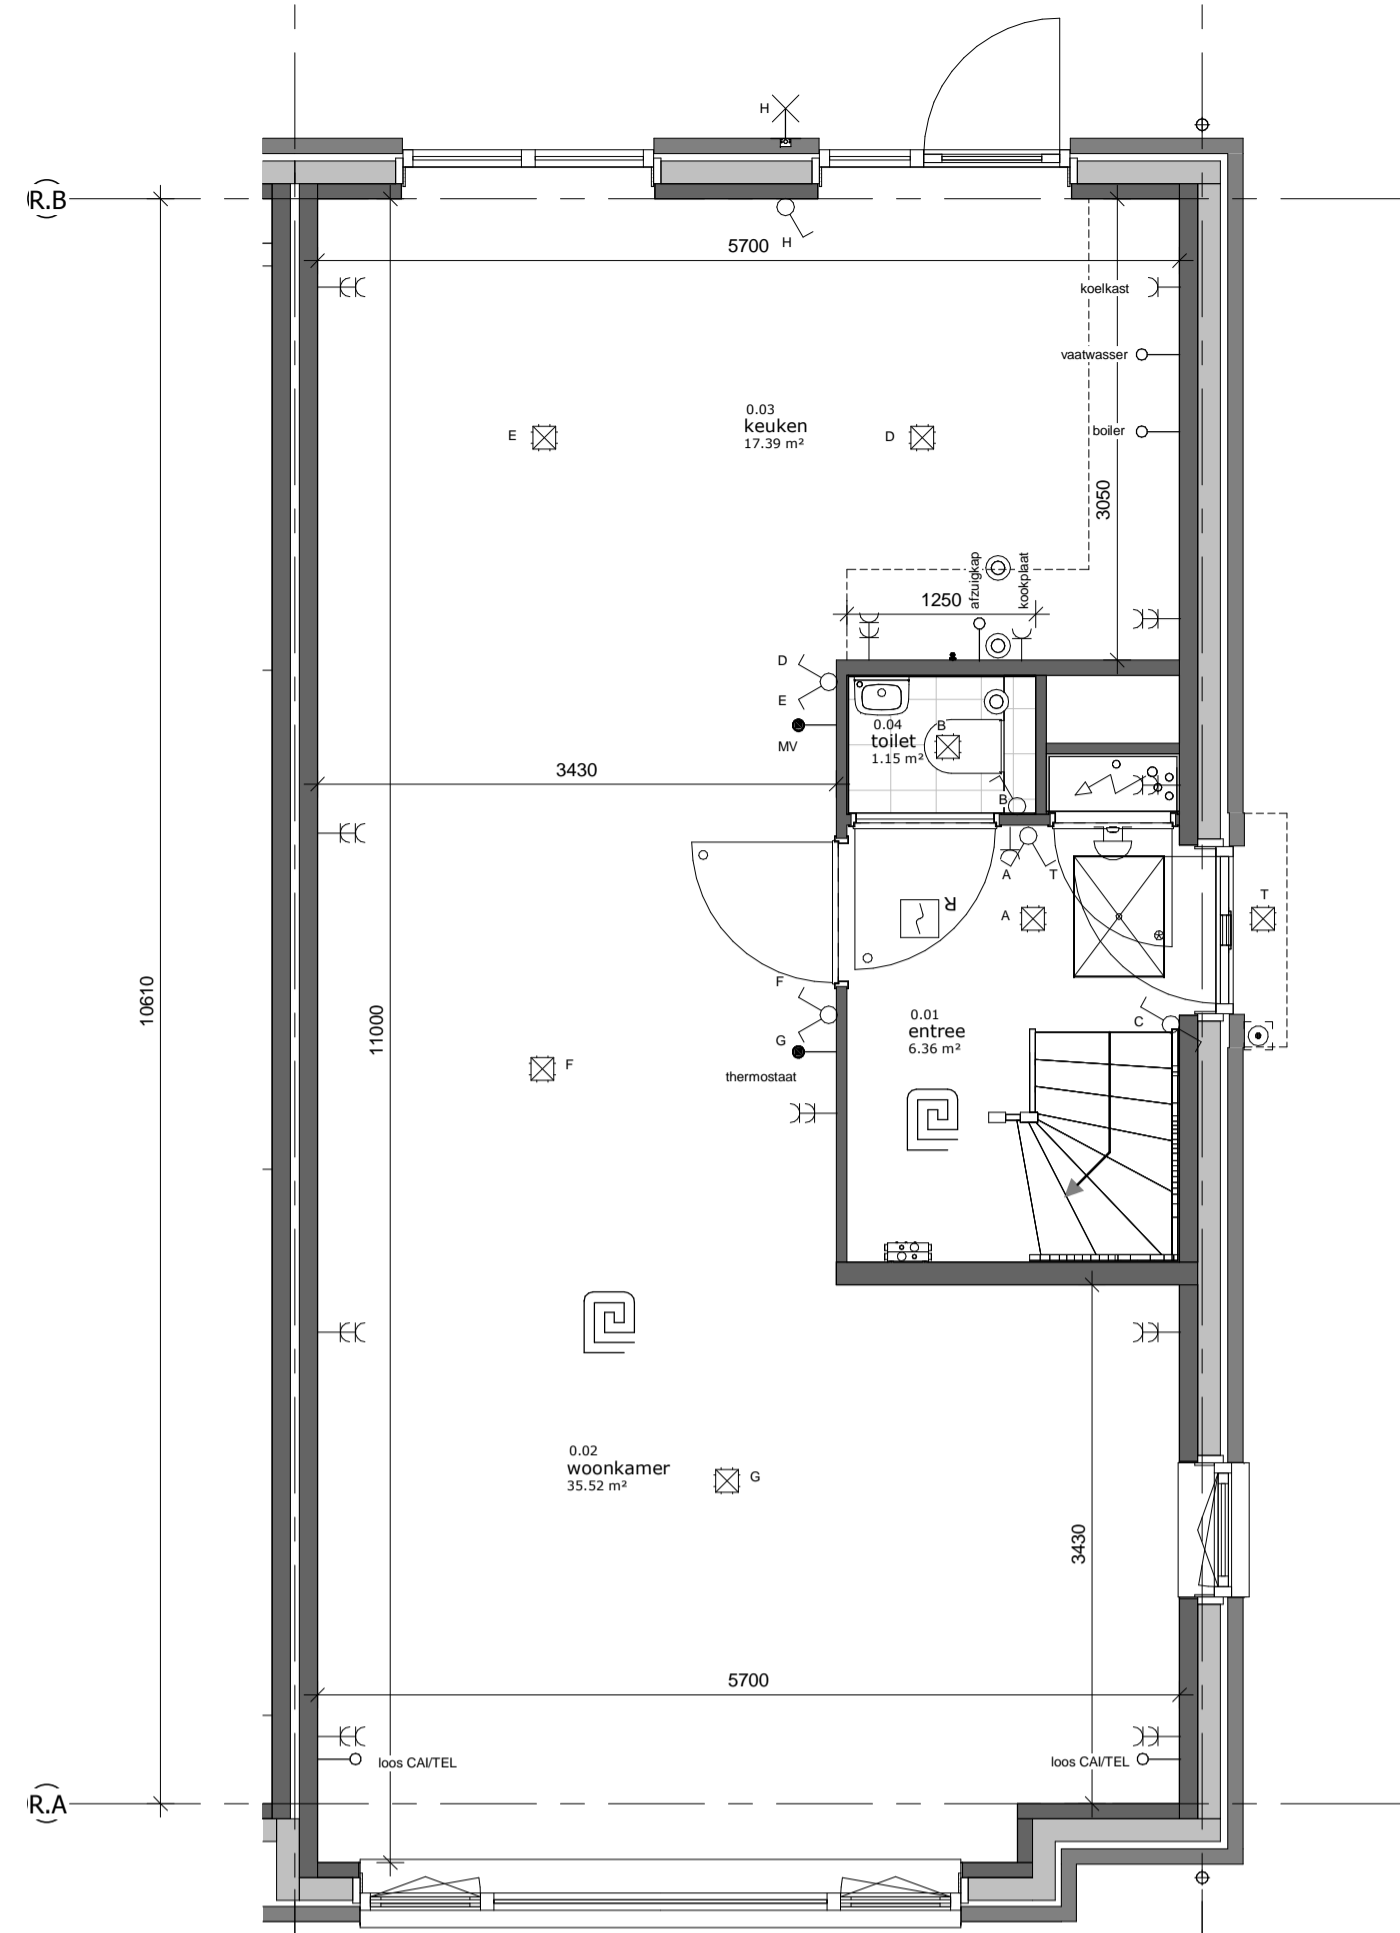 H
R.B
5700
H
koelkast
vaatwasser
0.03
keuken
17.39 m²
E
D
boiler
3050
afzuigkap
kookplaat
1250
D
E
MV
0.04
toilet
1.15 m²
B
B
3430
A
T
R
A
T
10610
11000
F
G
thermostaat
F
0.01
entree
6.36 m²
C
0.02
woonkamer
35.52 m²
G
3430
5700
loos CAI/TEL
loos CAI/TEL
R.A